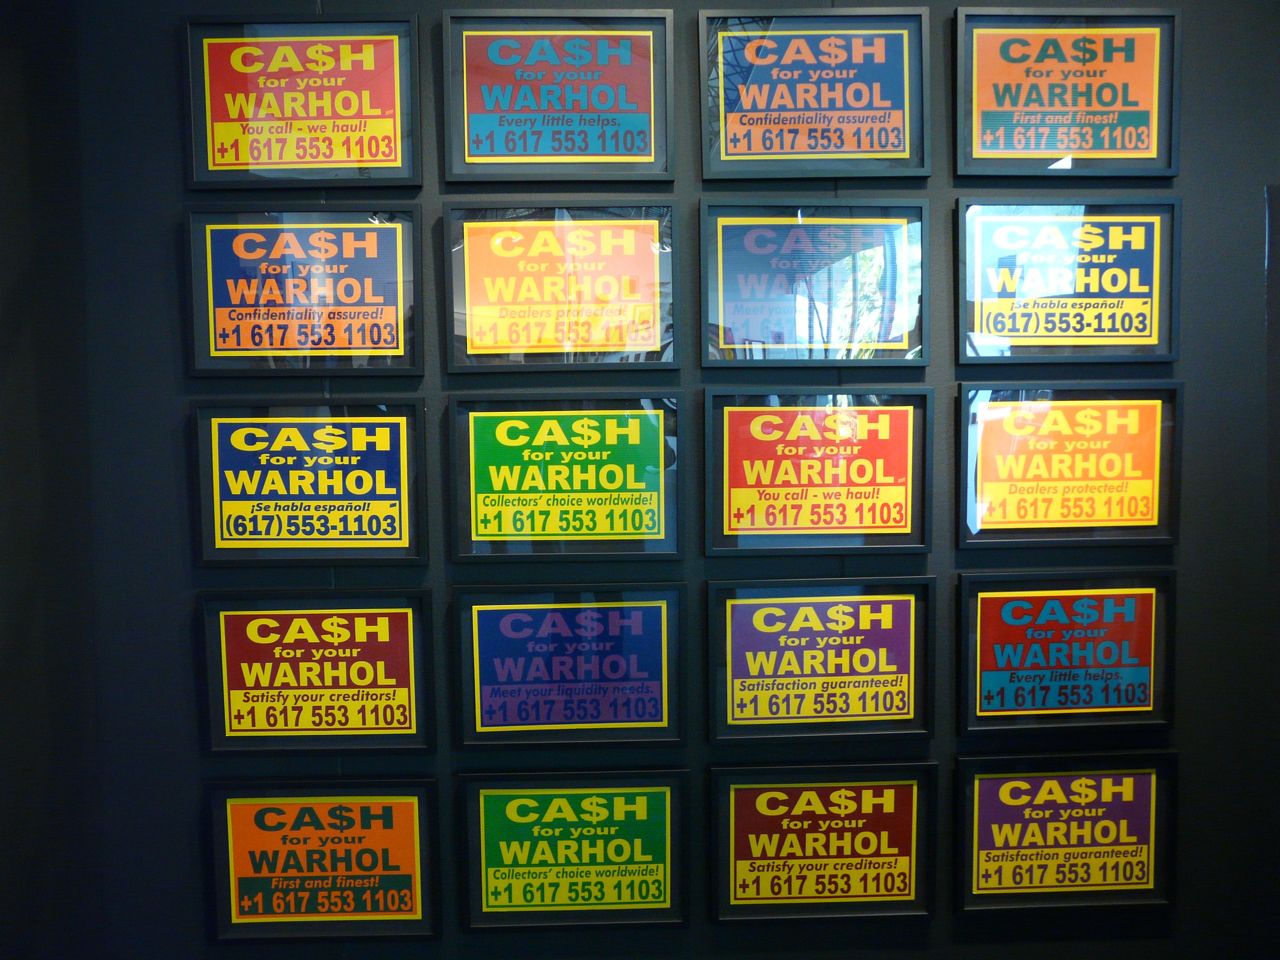 CA$H
for your
WARHOL
You call - we haul!
+1 617 553 1103
CA$H
for your
WARHOL
Every little helps.
+1 617 553 1103
CA$H
for your
WARHOL
Confidentiality assured!
+1 617 553 1103
CA$H
for your
WARHOL
First and finest!
+1 617 553 1103
CA$H
for your
WARHOL
Confidentiality assured!
+1 617 553 1103
CA$H
for your
WARHOL
Dealers protected!
+1 617 553 1103
CA$H
for your
Meet your
CA$H
for your
WARHOL
¡Se habla español!
(617) 553-1103
CA$H
for your
WARHOL
¡Se habla español!
(617) 553-1103
CA$H
for your
WARHOL
Collectors' choice worldwide!
+1 617 553 1103
CA$H
for your
WARHOL
You call - we haul!
+1 617 553 1103
CA$H
for your
WARHOL
Dealers protected!
+1 617 553 1103
CA$H
for your
WARHOL
Satisfy your creditors!
+1 617 553 1103
CA$H
for your
WARHOL
Meet your liquidity needs.
+1 617 553 1103
CA$H
for your
WARHOL
Satisfaction guaranteed!
+1 617 553 1103
CA$H
for your
WARHOL
Every little helps.
+1 617 553 1103
CA$H
for your
WARHOL
First and finest!
+1 617 553 1103
CA$H
for your
WARHOL
Collectors' choice worldwide!
+1 617 553 1103
CA$H
for your
WARHOL
Satisfy your creditors!
+1 617 553 1103
CA$H
for your
WARHOL
Satisfaction guaranteed!
+1 617 553 1103